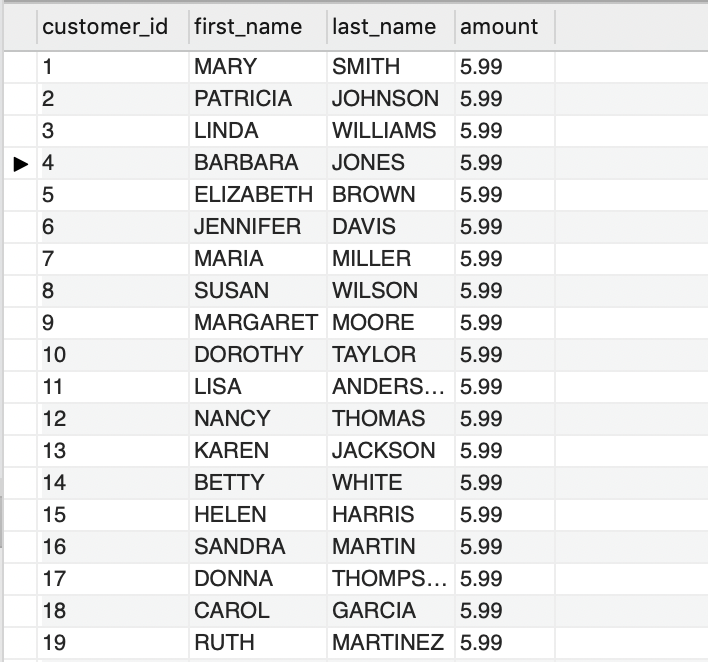 customer_id first_name last_name amount
1 MARY SMITH 5.99
2 PATRICIA JOHNSON 5.99
3 LINDA WILLIAMS 5.99
4 BARBARA JONES 5.99
5 ELIZABETH BROWN 5.99
6 JENNIFER DAVIS 5.99
7 MARIA MILLER 5.99
8 SUSAN WILSON 5.99
9 MARGARET MOORE 5.99
10 DOROTHY TAYLOR 5.99
11 LISA ANDERS... 5.99
12 NANCY THOMAS 5.99
13 KAREN JACKSON 5.99
14 BETTY WHITE 5.99
15 HELEN HARRIS 5.99
16 SANDRA MARTIN 5.99
17 DONNA THOMPS... 5.99
18 CAROL GARCIA 5.99
19 RUTH MARTINEZ 5.99